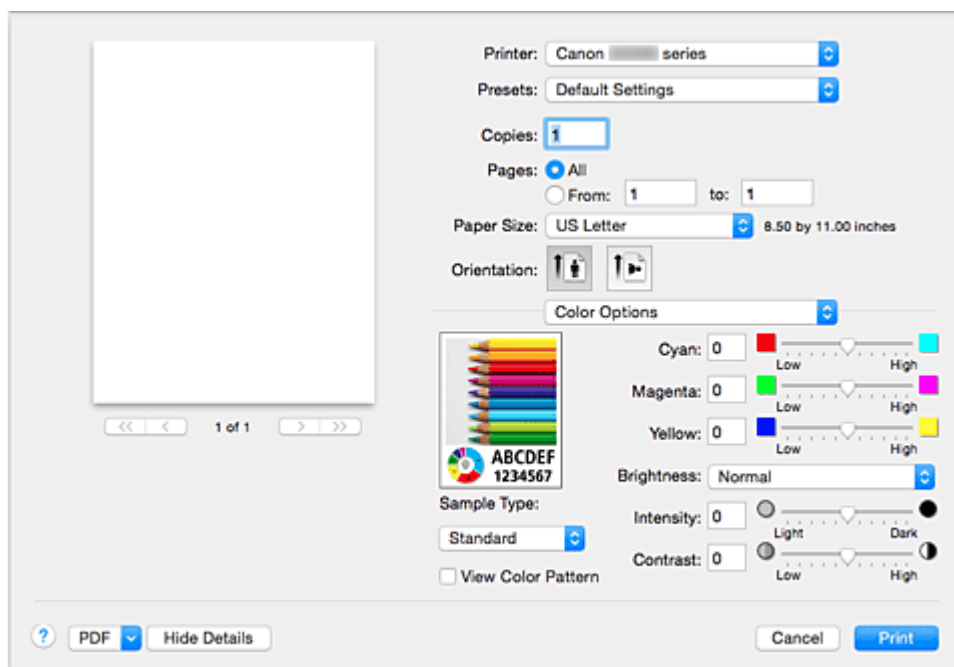 Printer: Canon series
Presets: Default Settings
Copies: 1
Pages: All
From: 1 to: 1
Paper Size: US Letter 8.50 by 11.00 inches
Orientation:
Color Options
1 of 1
ABCDEF
1234567
Sample Type:
Standard
View Color Pattern
Cyan: 0
Low High
Magenta: 0
Low High
Yellow: 0
Low High
Brightness: Normal
Intensity: 0
Light Dark
Contrast: 0
Low High
? PDF Hide Details Cancel Print